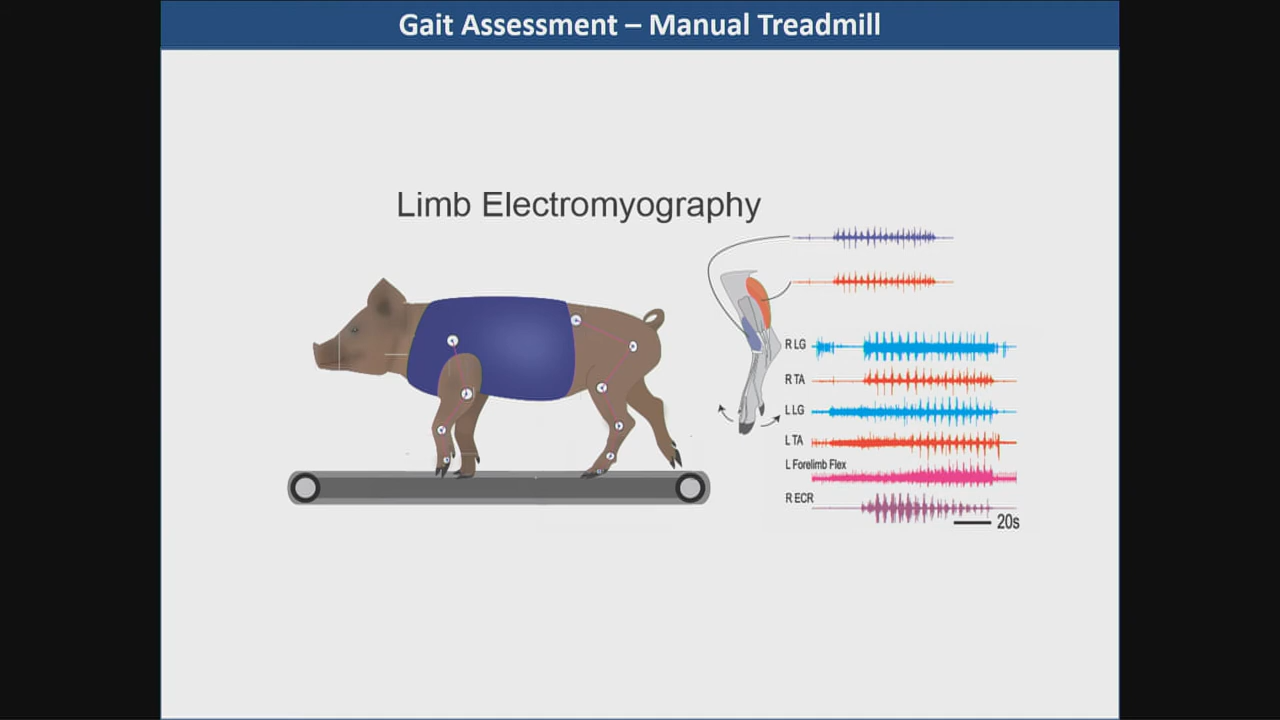 Gait Assessment – Manual Treadmill
Limb Electromyography
R LG
R TA
L LG
L TA
L Forelimb Flex
R ECR
20s